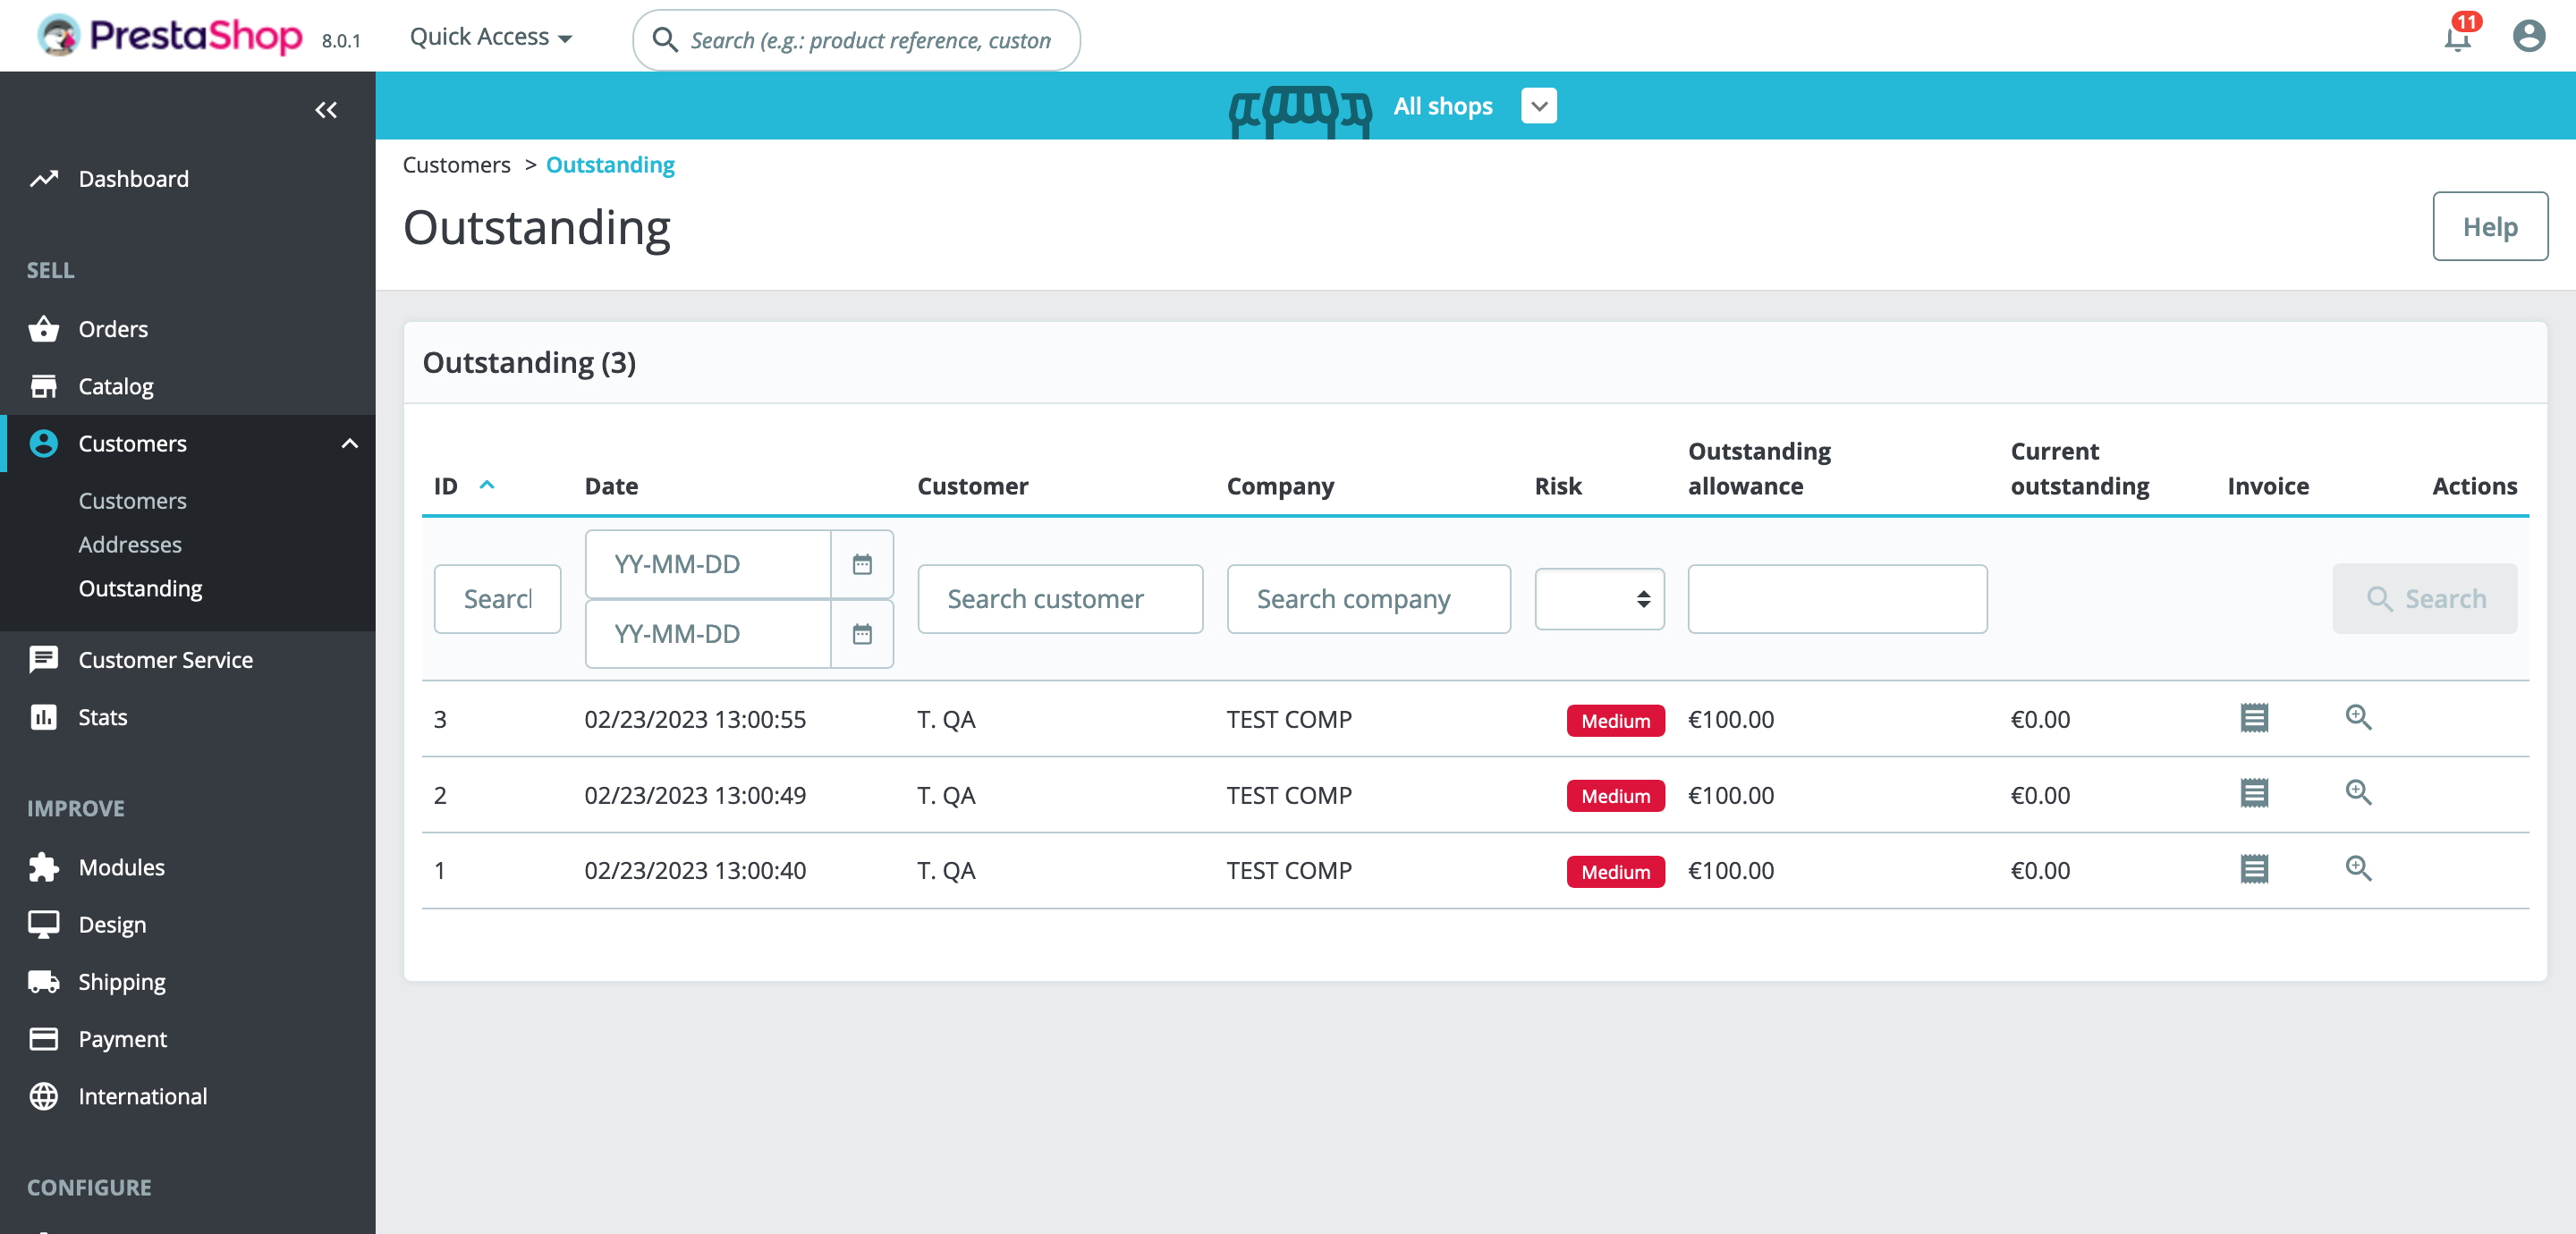 PrestaShop 8.0.1 Quick Access Search (e.g.: product reference, custon 11
All shops
Customers > Outstanding
Outstanding
Help
Dashboard
SELL
Orders
Catalog
Customers
Customers
Addresses
Outstanding
Customer Service
Stats
IMPROVE
Modules
Design
Shipping
Payment
International
CONFIGURE
Outstanding (3)
ID Date Customer Company Risk Outstanding allowance Current outstanding Invoice Actions
Search YY-MM-DD Search customer Search company Search
YY-MM-DD
3 02/23/2023 13:00:55 T. QA TEST COMP Medium €100.00 €0.00
2 02/23/2023 13:00:49 T. QA TEST COMP Medium €100.00 €0.00
1 02/23/2023 13:00:40 T. QA TEST COMP Medium €100.00 €0.00